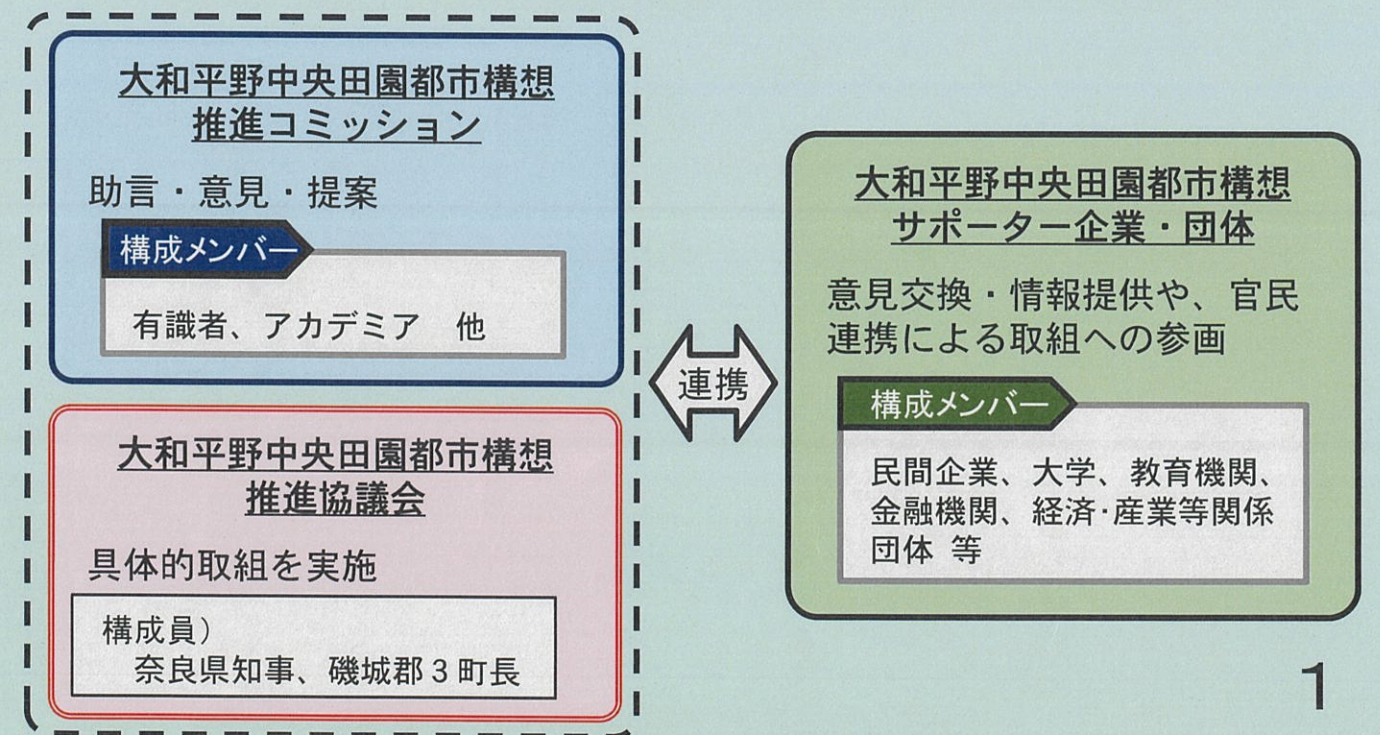 大和平野中央田園都市構想
推進コミッション
助言・意見・提案
構成メンバー
有識者、アカデミア　他
大和平野中央田園都市構想
推進協議会
具体的取組を実施
構成員）
奈良県知事、磯城郡３町長
連携
大和平野中央田園都市構想
サポーター企業・団体
意見交換・情報提供や、官民
連携による取組への参画
構成メンバー
民間企業、大学、教育機関、
金融機関、経済･産業等関係
団体 等
1